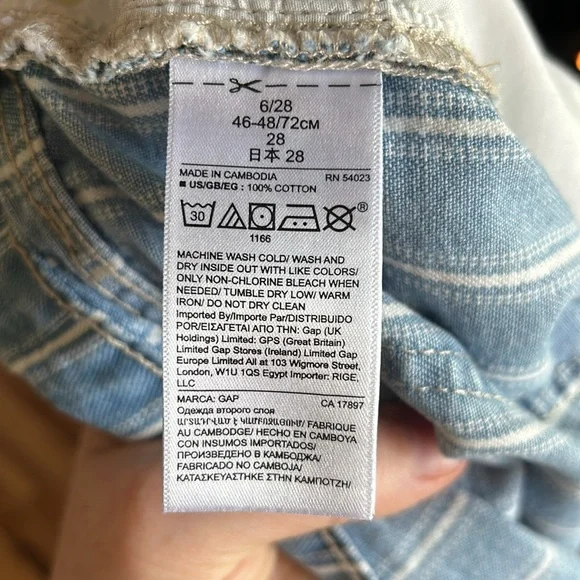 6/28
46-48/72см
28
日本 28
MADE IN CAMBODIA RN 54023
■ US/GB/EG : 100% COTTON
30 ®
1166
MACHINE WASH COLD/ WASH AND
DRY INSIDE OUT WITH LIKE COLORS/
ONLY NON-CHLORINE BLEACH WHEN
NEEDED/ TUMBLE DRY LOW/ WARM
IRON/ DO NOT DRY CLEAN
Imported By/Importe Par/DISTRIBUIDO
POR/ΕΙΣΑΓΕΤΑΙ ΑΠΟ ΤΗΝ: Gap (UK
Holdings) Limited: GPS (Great Britain)
Limited Gap Stores (Ireland) Limited Gap
Europe Limited All at 103 Wigmore Street,
London, W1U 1QS Egypt Importer: RIGE,
LLC
MARCA: GAP CA 17897
Одежда второго слоя
ԱՐՏԱԴՐՎԱԾ Է ԿԱՄԲՈՋԱՅՈՒՄ/ FABRIQUE
AU CAMBODGE/ HECHO EN CAMBOYA
CON INSUMOS IMPORTADOS/
ПРОИЗВЕДЕНО В КАМБОДЖА/
FABRICADO NO CAMBOJA/
ΚΑΤΑΣΚΕΥΑΣΤΗΚΕ ΣΤΗΝ ΚΑΜΠΟΤΖΗ/